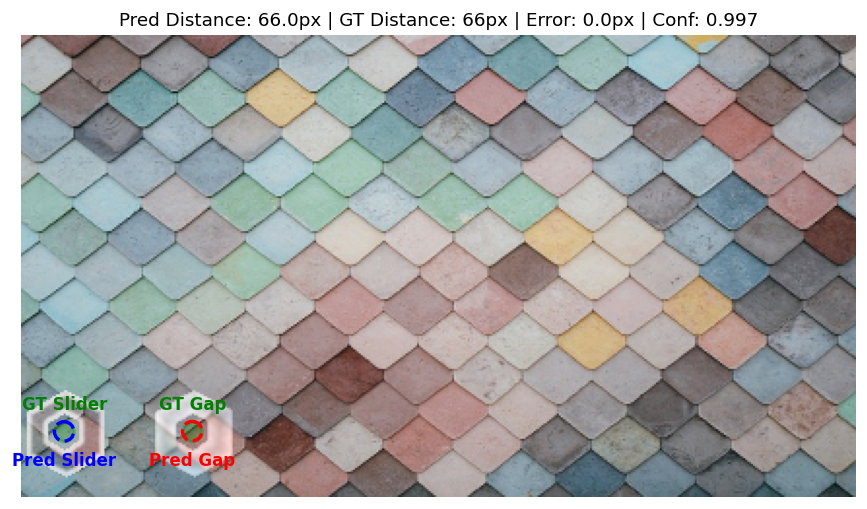 Pred Distance: 66.0px | GT Distance: 66px | Error: 0.0px | Conf: 0.997
GT Slider GT Gap
Pred Slider Pred Gap